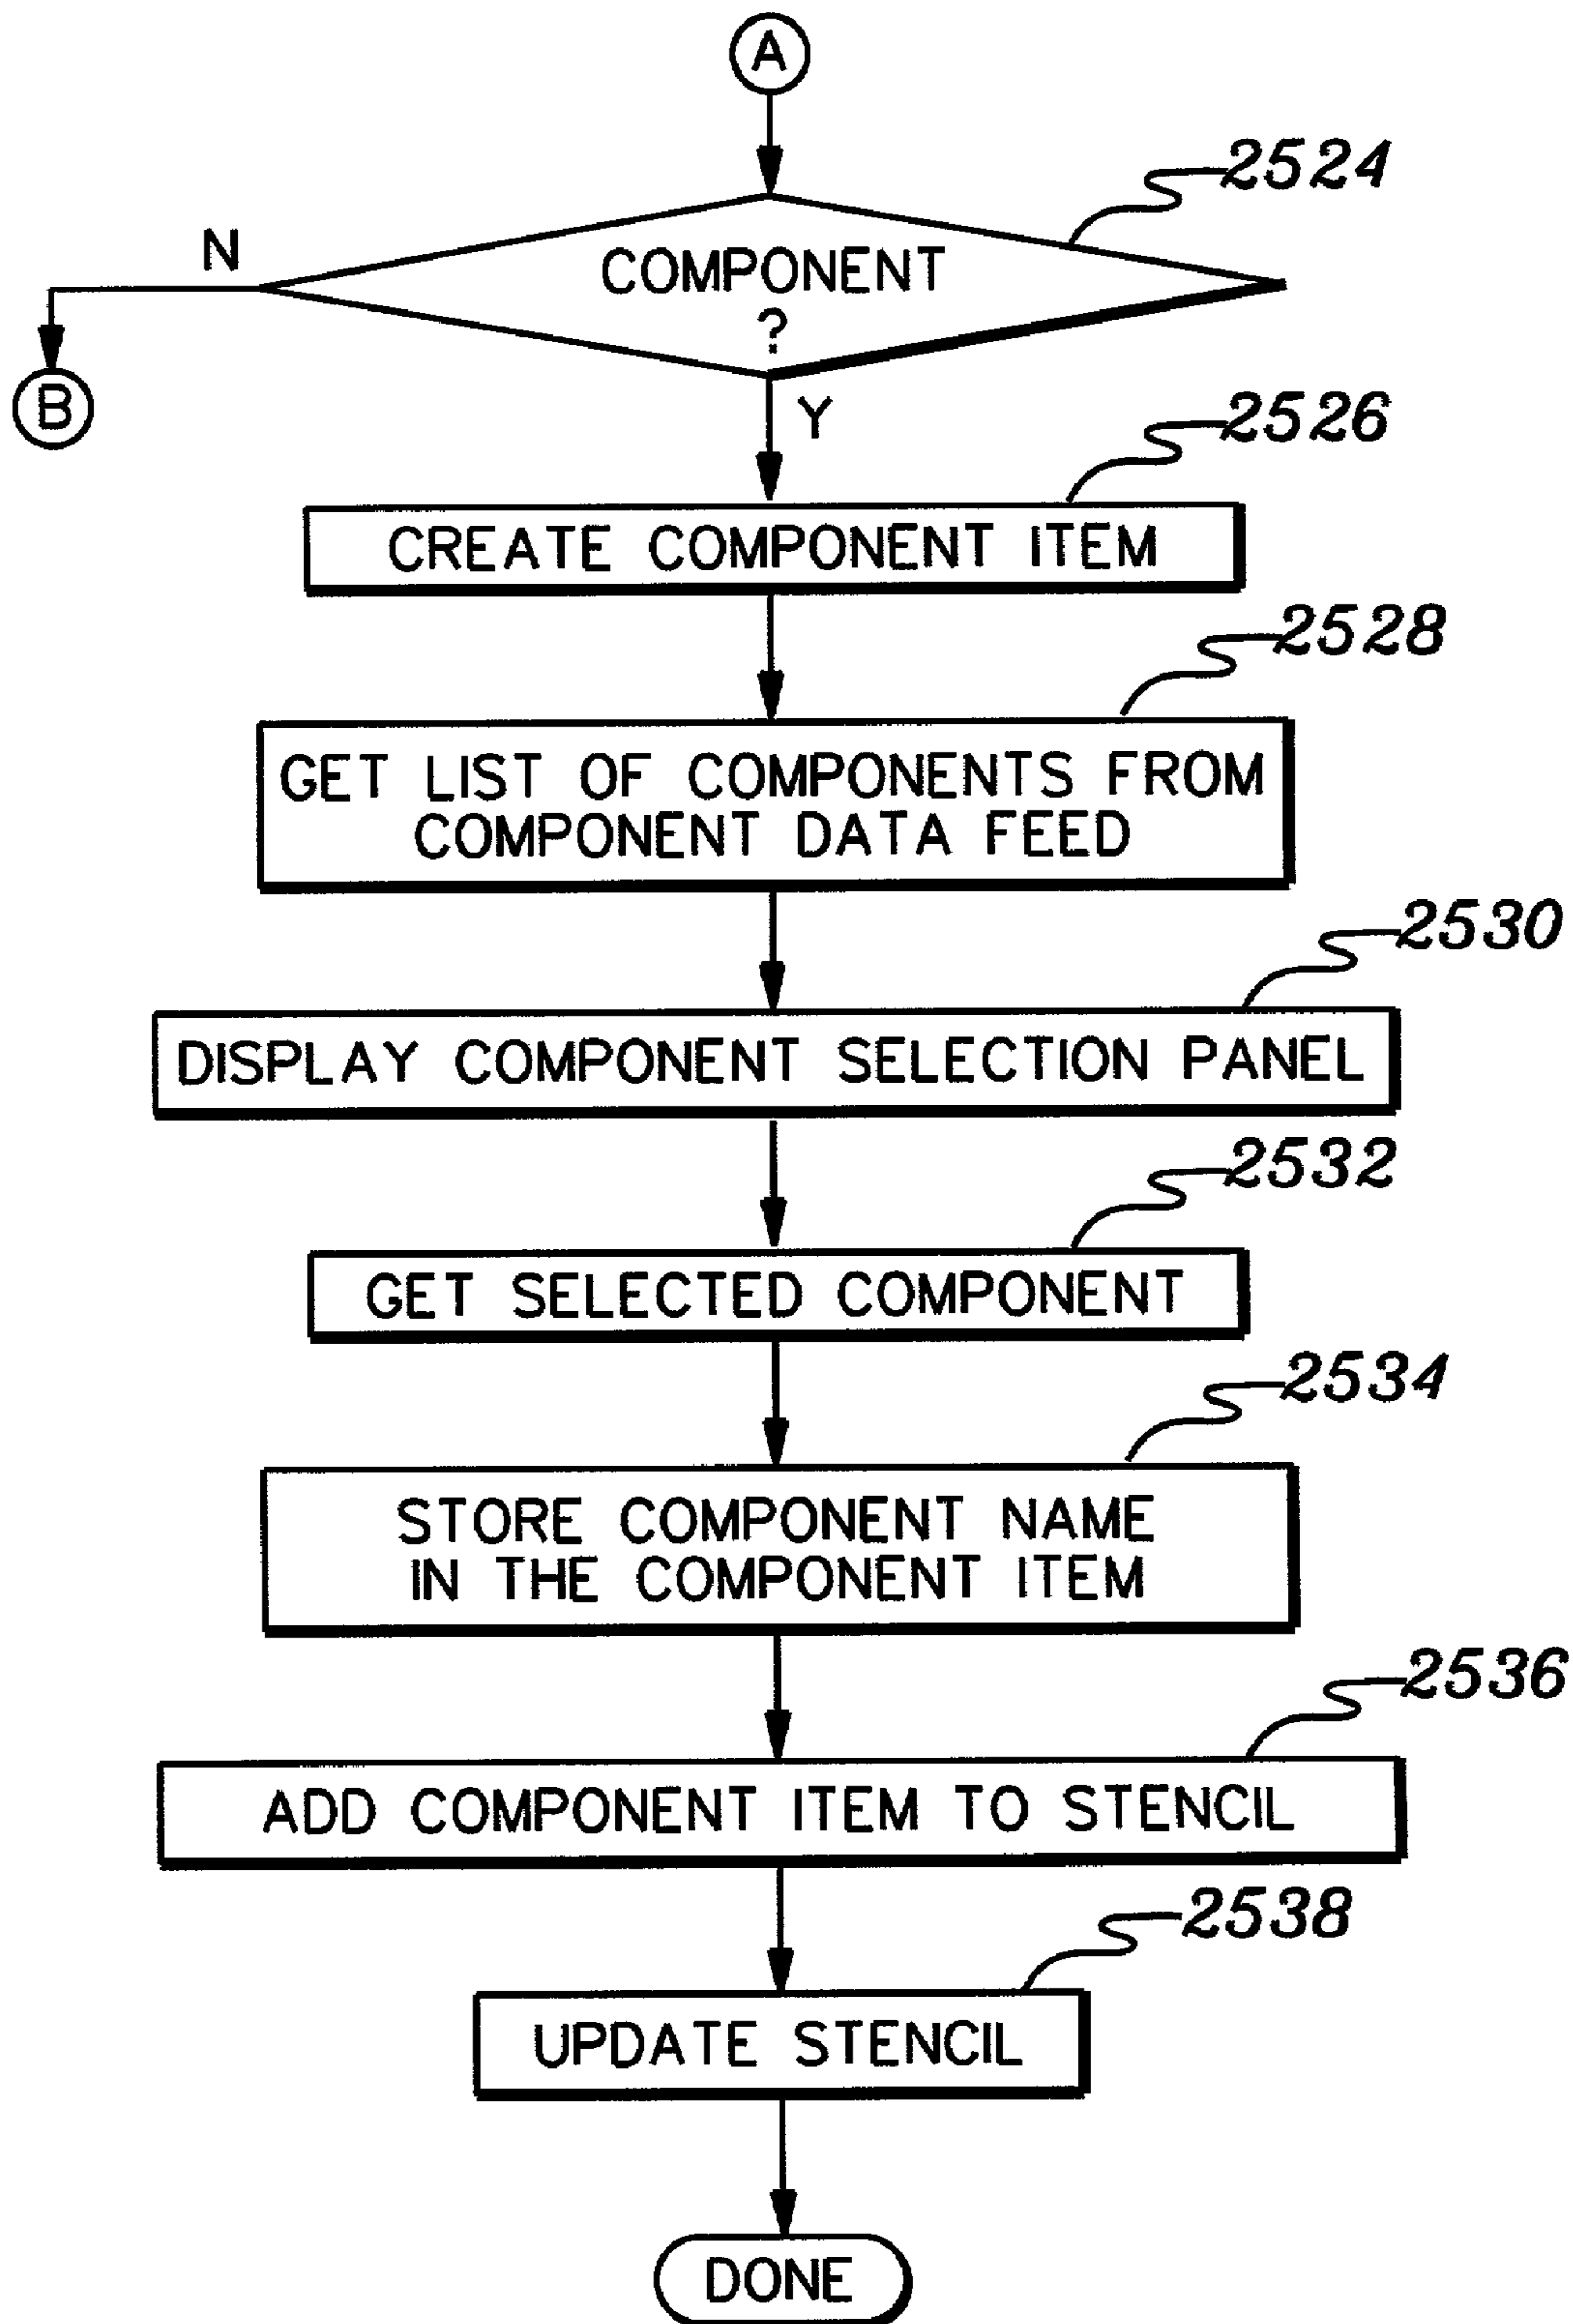 A
2524
N
COMPONENT
?
B
Y
2526
CREATE COMPONENT ITEM
2528
GET LIST OF COMPONENTS FROM
COMPONENT DATA FEED
2530
DISPLAY COMPONENT SELECTION PANEL
2532
GET SELECTED COMPONENT
2534
STORE COMPONENT NAME
IN THE COMPONENT ITEM
2536
ADD COMPONENT ITEM TO STENCIL
2538
UPDATE STENCIL
DONE